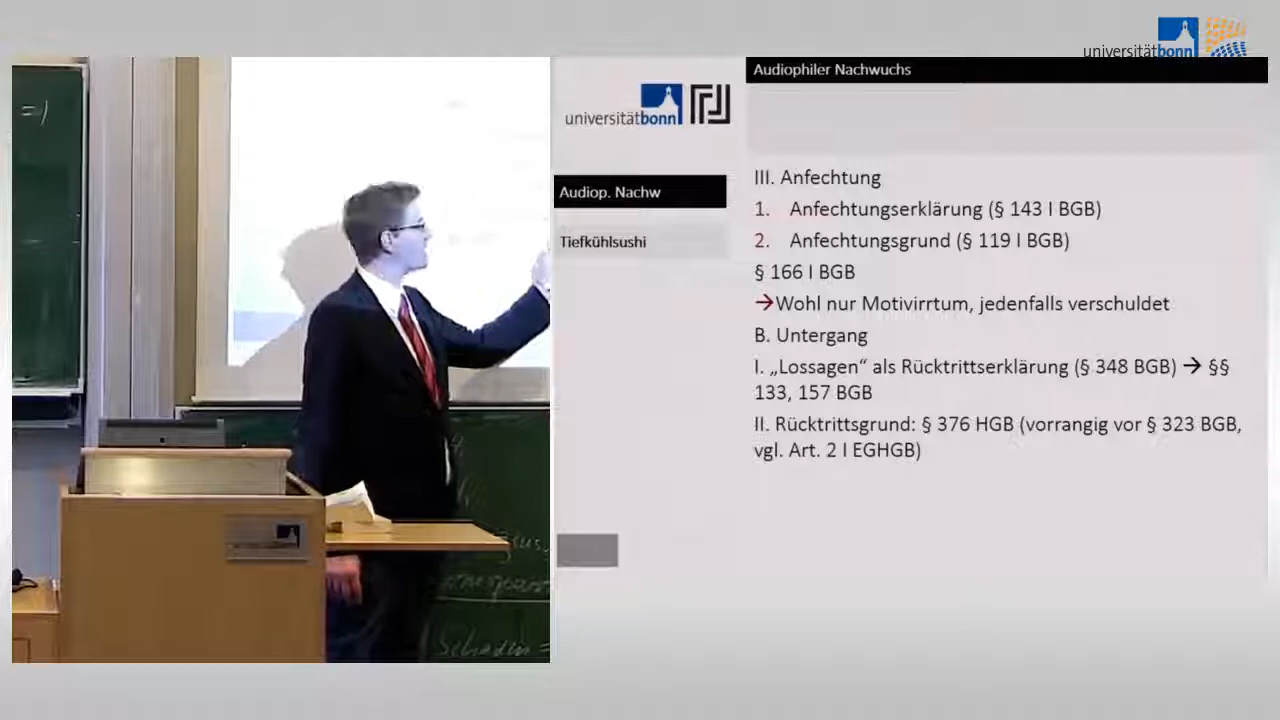 universitätbonn
Audiophiler Nachwuchs
universitätbonn
III. Anfechtung
Audiop. Nachw
1. Anfechtungserklärung (§ 143 I BGB)
Tiefkühlsushi
2. Anfechtungsgrund (§ 119 I BGB)
§ 166 I BGB
→Wohl nur Motivirrtum, jedenfalls verschuldet
B. Untergang
I. „Lossagen“ als Rücktrittserklärung (§ 348 BGB) → §§
133, 157 BGB
II. Rücktrittsgrund: § 376 HGB (vorrangig vor § 323 BGB,
vgl. Art. 2 I EGHGB)
=1
Schaden =